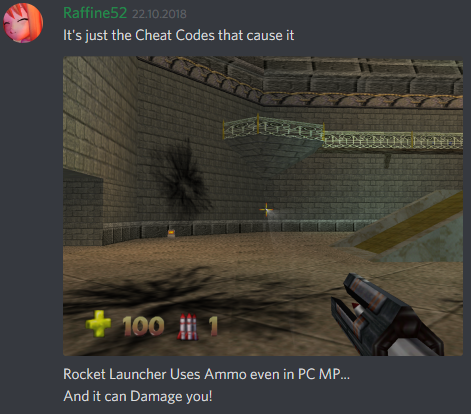 Raffine52 22.10.2018
It's just the Cheat Codes that cause it
100 1
Rocket Launcher Uses Ammo even in PC MP...
And it can Damage you!